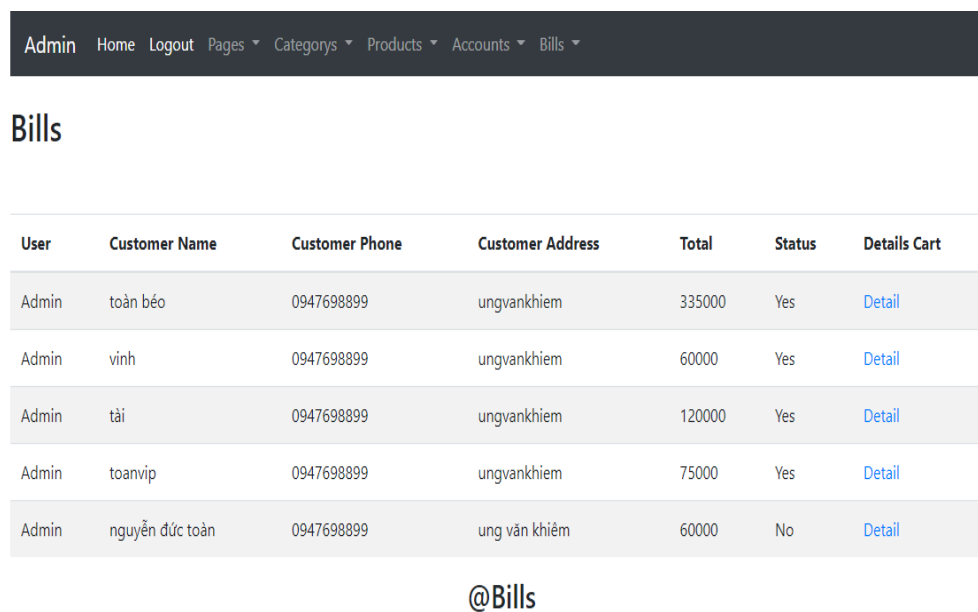 Admin Home Logout Pages Categorys Products Accounts Bills
Bills
User Customer Name Customer Phone Customer Address Total Status Details Cart
Admin toàn béo 0947698899 ungvankhiem 335000 Yes Detail
Admin vinh 0947698899 ungvankhiem 60000 Yes Detail
Admin tài 0947698899 ungvankhiem 120000 Yes Detail
Admin toanvip 0947698899 ungvankhiem 75000 Yes Detail
Admin nguyễn đức toàn 0947698899 ung văn khiêm 60000 No Detail
@Bills